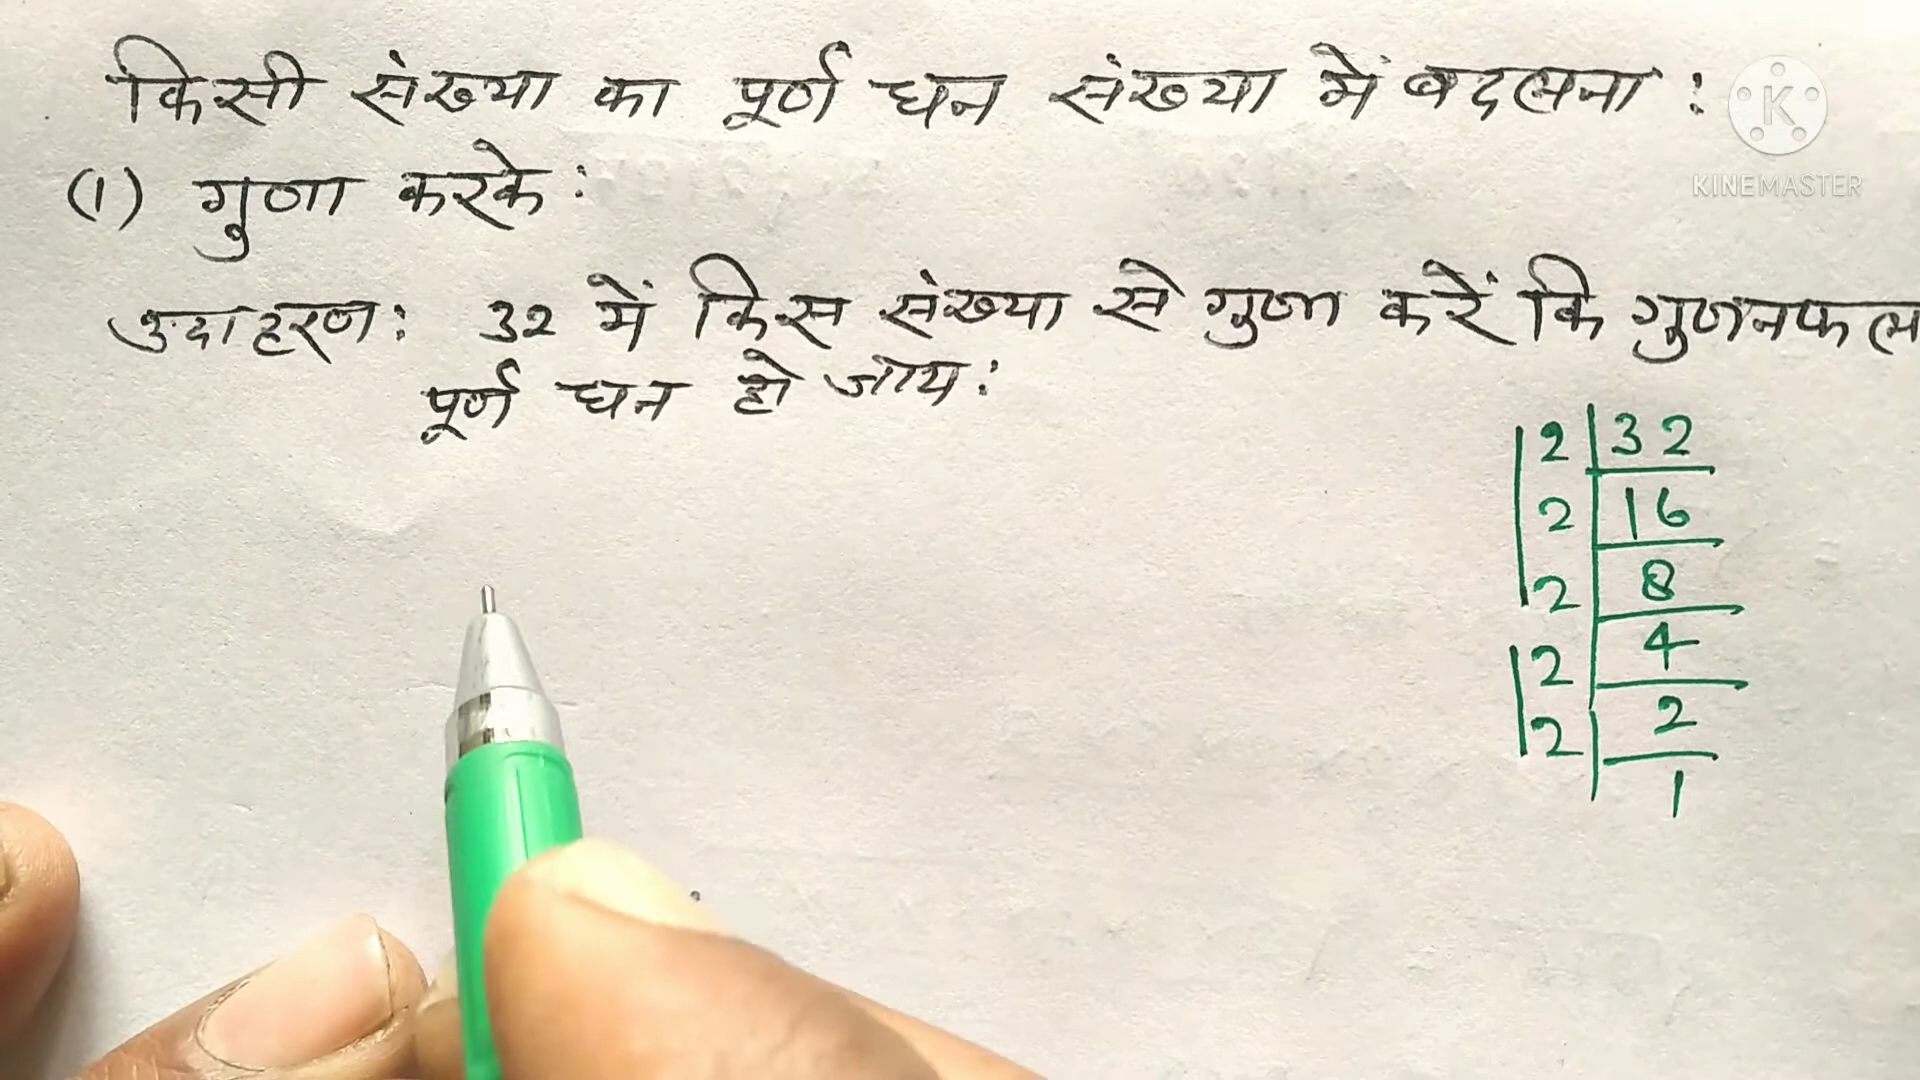 किसी संख्या का पूर्ण घन संख्या में बदलना :
(1) गुणा करके :
उदाहरण : 32 में किस संख्या से गुणा करें कि गुणनफल
पूर्ण घन हो जाय :
2 | 32
2 | 16
2 | 8
2 | 4
2 | 2
1
K
KINEMASTER